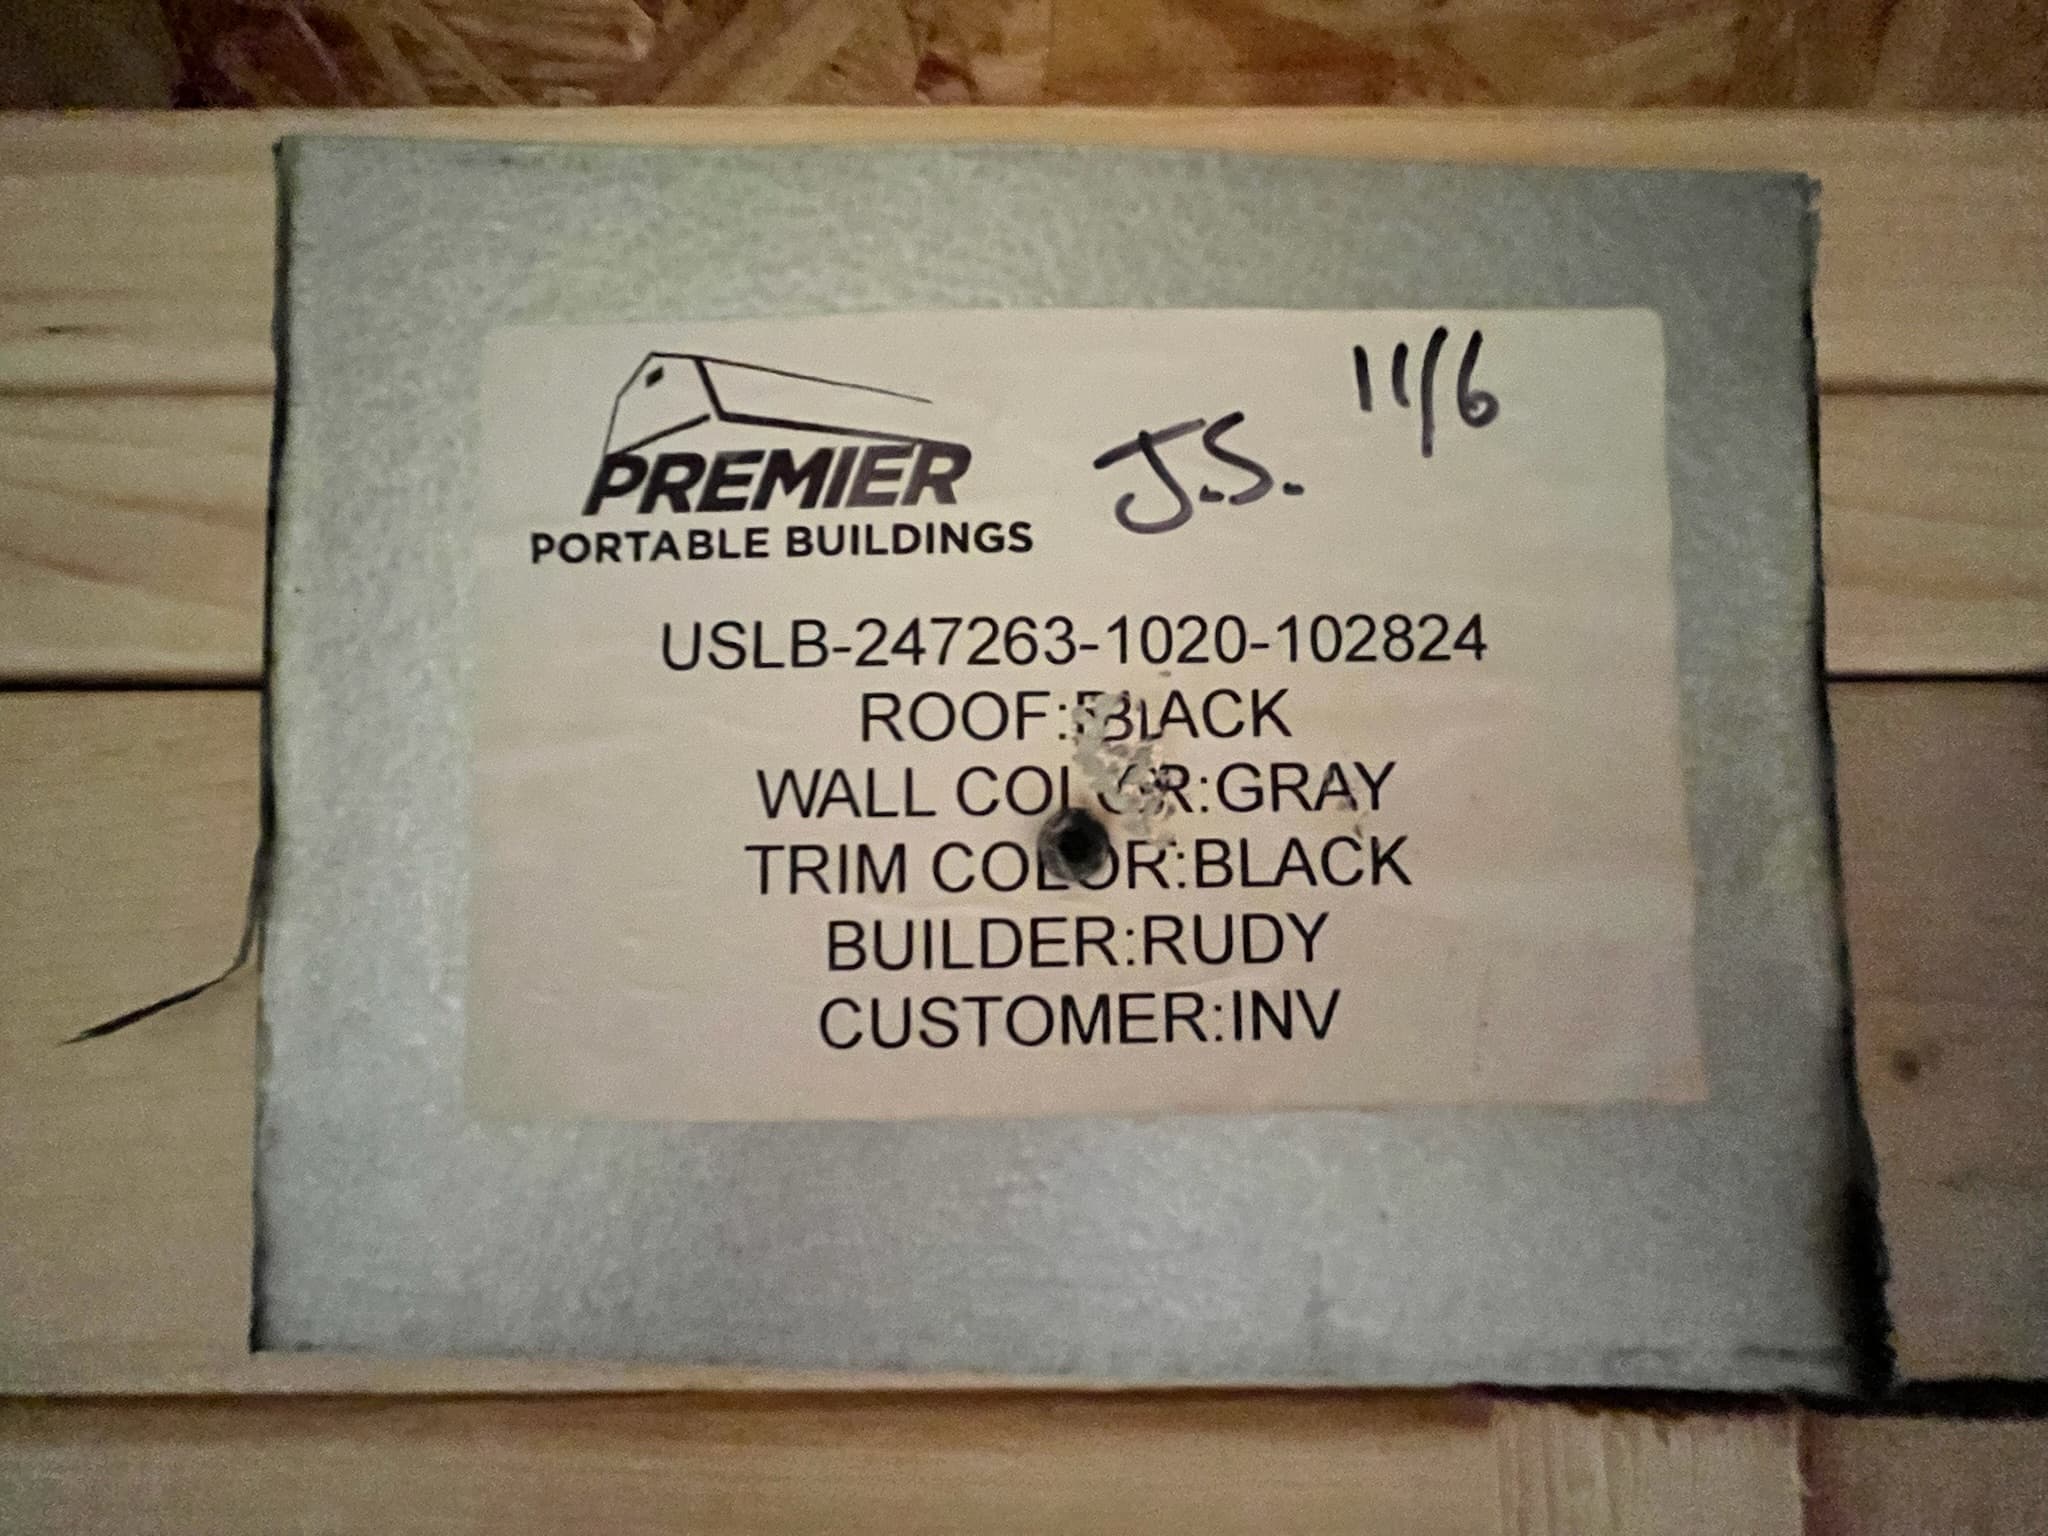 11/6
J.S.
PREMIER
PORTABLE BUILDINGS
USLB-247263-1020-102824
ROOF:BLACK
WALL COLOR:GRAY
TRIM COLOR:BLACK
BUILDER:RUDY
CUSTOMER:INV